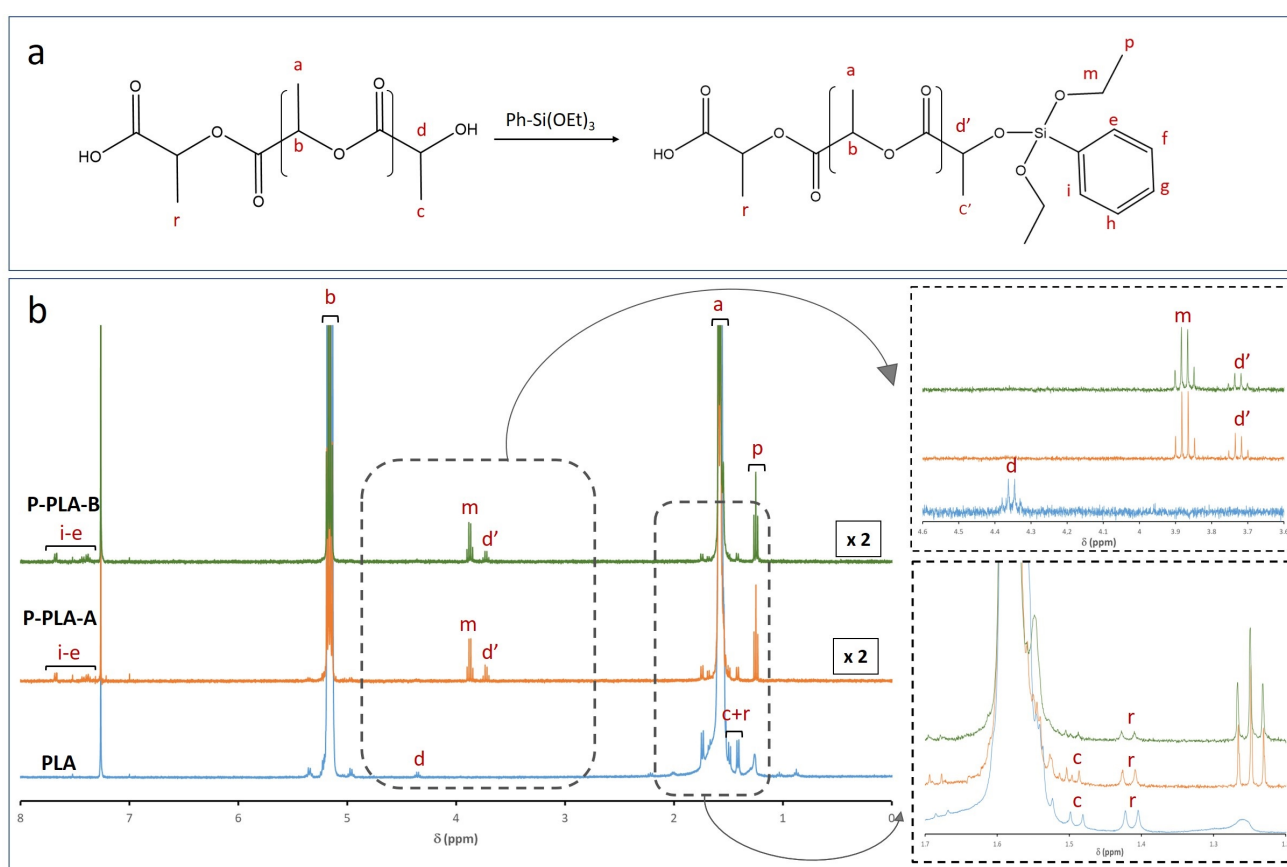 a
a
O
O
O
d
OH
HO
O
b
O
O
r
c
Ph-Si(OEt)3
a
O
O
d'
O
Si
O
m
p
e
f
g
h
i
O
HO
O
b
O
O
r
C'
b
b
a
p
P-PLA-B
i-e
m
d'
x 2
P-PLA-A
i-e
m
d'
x 2
PLA
d
c+r
8 7 6 5 4 3 2 1 0
δ (ppm)
m
d'
d'
d
4.6 4.5 4.4 4.3 4.2 4.1 4 3.9 3.8 3.7 3.6
δ (ppm)
r
c r
c r
1.7 1.6 1.5 1.4 1.3
δ (ppm)